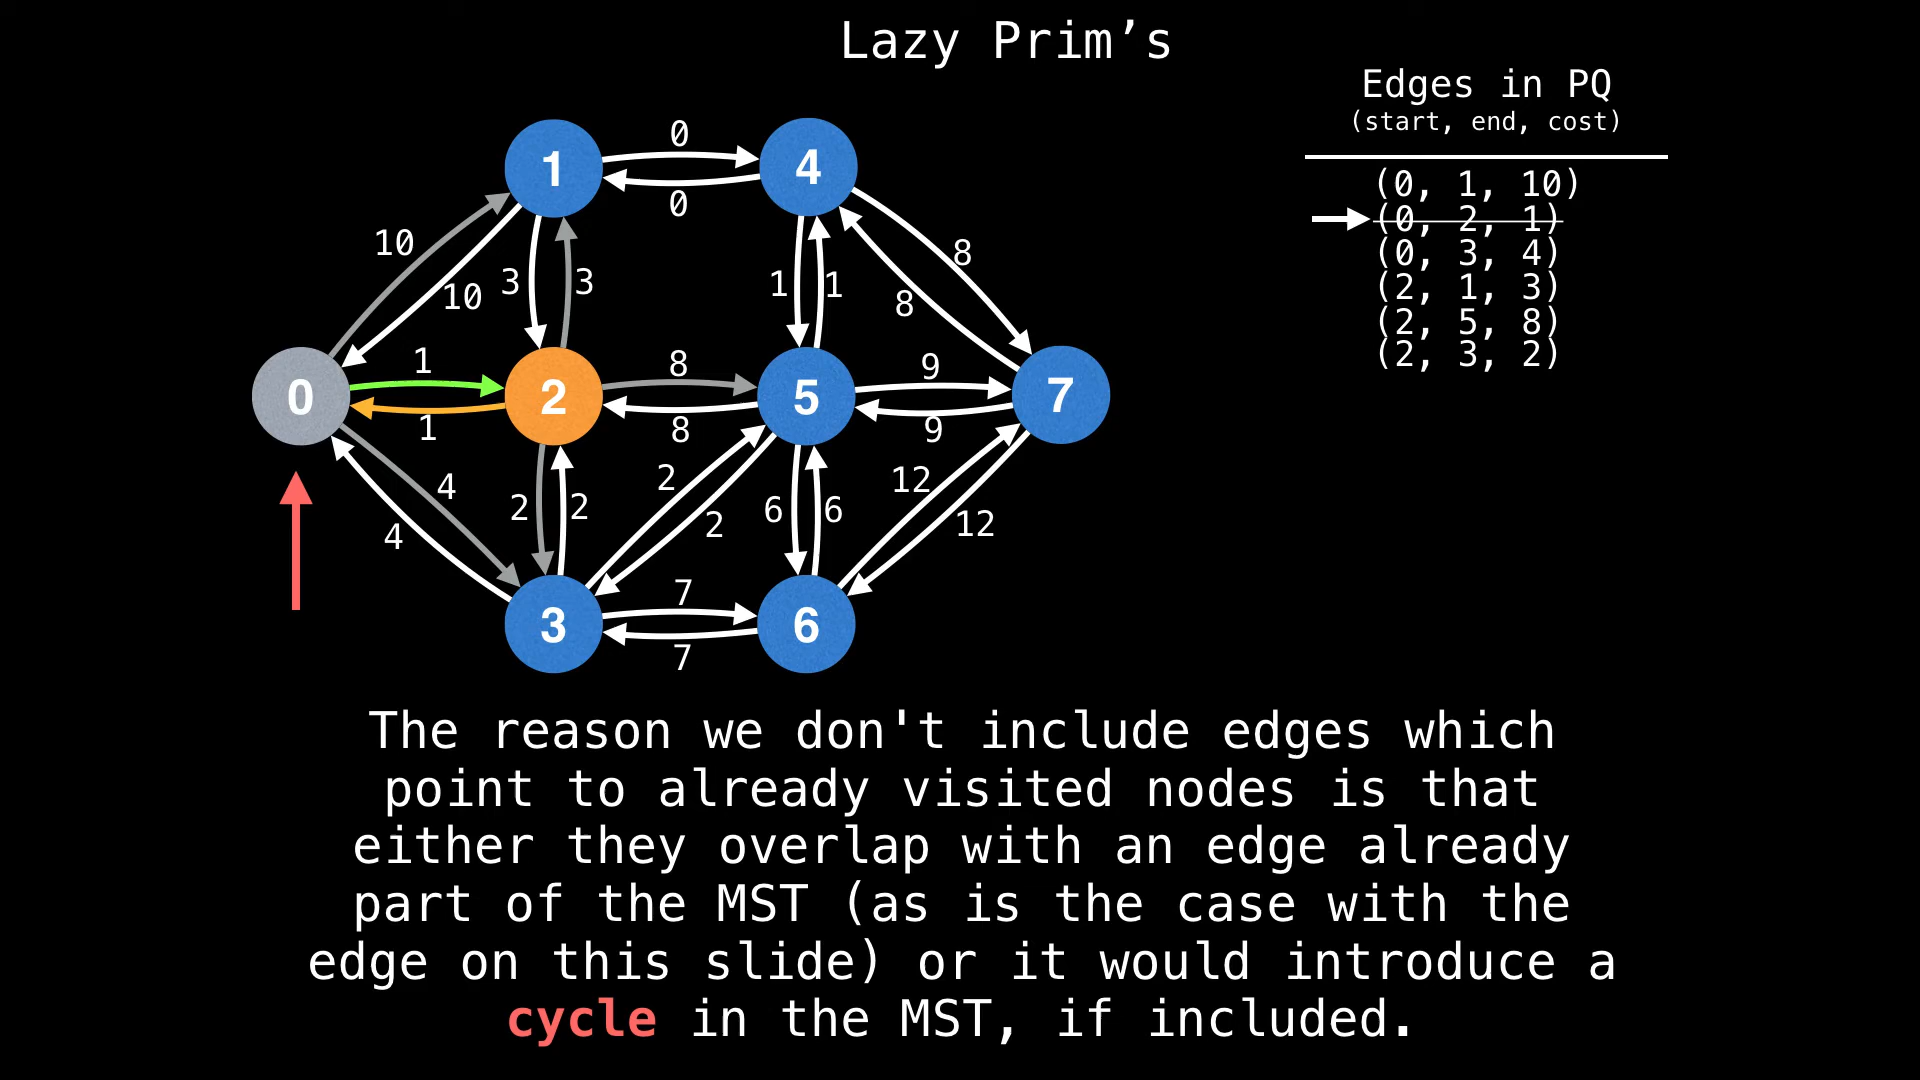 Lazy Prim’s
Edges in PQ
(start, end, cost)
(0, 1, 10)
(0, 2, 1)
(0, 3, 4)
(2, 1, 3)
(2, 5, 8)
(2, 3, 2)
0
1
4
0
10
10
3
3
1
1
8
8
0
1
2
8
5
9
7
1
8
9
4
4
2
2
2
2
6
6
12
12
3
7
6
7
The reason we don't include edges which
point to already visited nodes is that
either they overlap with an edge already
part of the MST (as is the case with the
edge on this slide) or it would introduce a
cycle in the MST, if included.